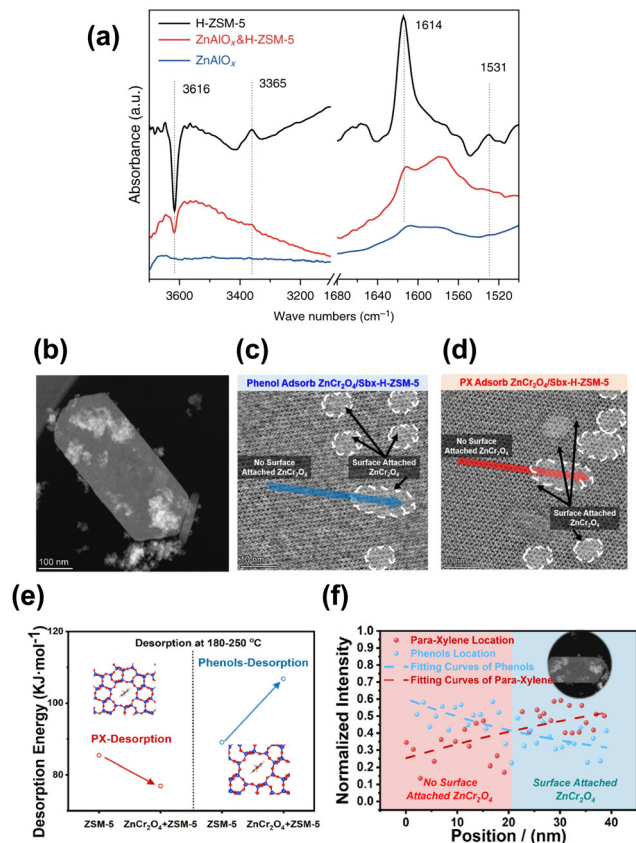 (a)
H-ZSM-5
ZnAlOₓ&H-ZSM-5
ZnAlOₓ
3616
3365
1614
1531
Absorbance (a.u.)
3600 3400 3200 1680 1640 1600 1560 1520
Wave numbers (cm⁻¹)
(b)
100 nm
(c)
Phenol Adsorb ZnCr₂O₄/Sbx-H-ZSM-5
No Surface
Attached ZnCr₂O₄
Surface Attached
ZnCr₂O₄
(d)
PX Adsorb ZnCr₂O₄/Sbx-H-ZSM-5
No Surface
Attached ZnCr₂O₄
Surface Attached
ZnCr₂O₄
(e)
Desorption at 180-250 °C
Phenols-Desorption
PX-Desorption
Desorption Energy (KJ·mol⁻¹)
120
100
80
ZSM-5 ZnCr₂O₄+ZSM-5 ZSM-5 ZnCr₂O₄+ZSM-5
(f)
Para-Xylene Location
Phenols Location
Fitting Curves of Phenols
Fitting Curves of Para-Xylene
Normalized Intensity
1.0
0.9
0.8
0.7
0.6
0.5
0.4
0.3
0.2
0.1
0.0
No Surface
Attached ZnCr₂O₄
Surface Attached
ZnCr₂O₄
0 10 20 30 40
Position / (nm)